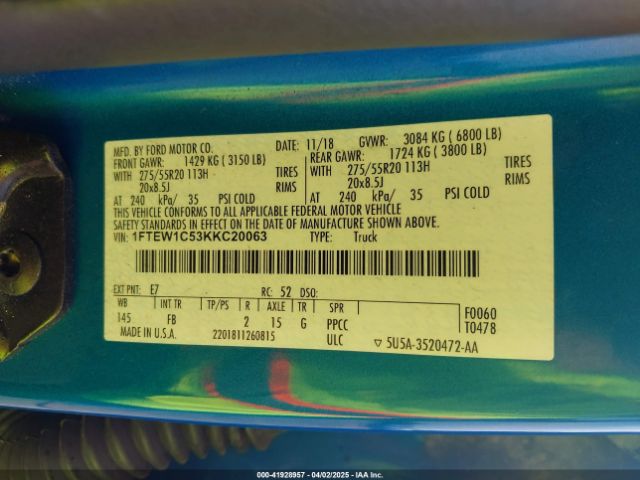 MFD. BY FORD MOTOR CO. DATE: 11/18 GVWR: 3084 KG ( 6800 LB)
FRONT GAWR: 1429 KG ( 3150 LB) REAR GAWR: 1724 KG ( 3800 LB)
WITH 275/55R20 113H TIRES WITH 275/55R20 113H TIRES
20x8.5J RIMS 20x8.5J RIMS
AT 240 kPa/ 35 PSI COLD AT 240 kPa/ 35 PSI COLD
THIS VEHICLE CONFORMS TO ALL APPLICABLE FEDERAL MOTOR VEHICLE
SAFETY STANDARDS IN EFFECT ON THE DATE OF MANUFACTURE SHOWN ABOVE.
VIN: 1FTEW1C53KKC20063 TYPE: Truck
EXT PNT: E7 RC: 52 DSO:
WB INT TR TP/PS R AXLE TR SPR F0060
145 FB 2 15 G PPCC T0478
MADE IN U.S.A. 2201811260815 ULC ▽ 5U5A-3520472-AA
000-41928957 - 04/02/2025 - IAA Inc.